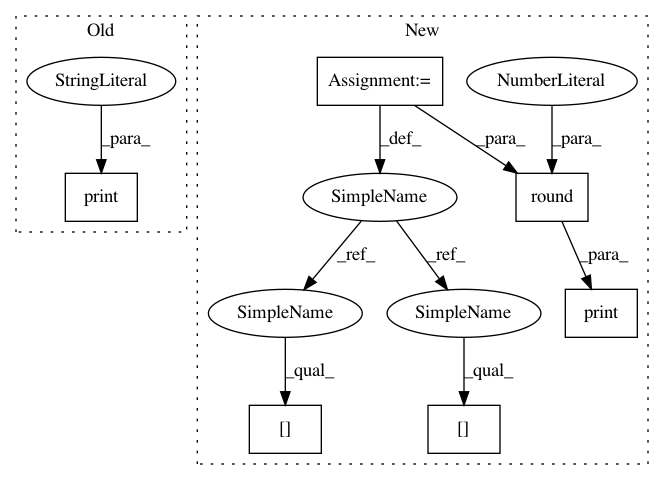 Old
New
StringLiteral
Assignment:=
NumberLiteral
_para_
_def_
_para_
_para_
print
SimpleName
round
_ref_
_ref_
_para_
SimpleName
SimpleName
print
_qual_
_qual_
[]
[]